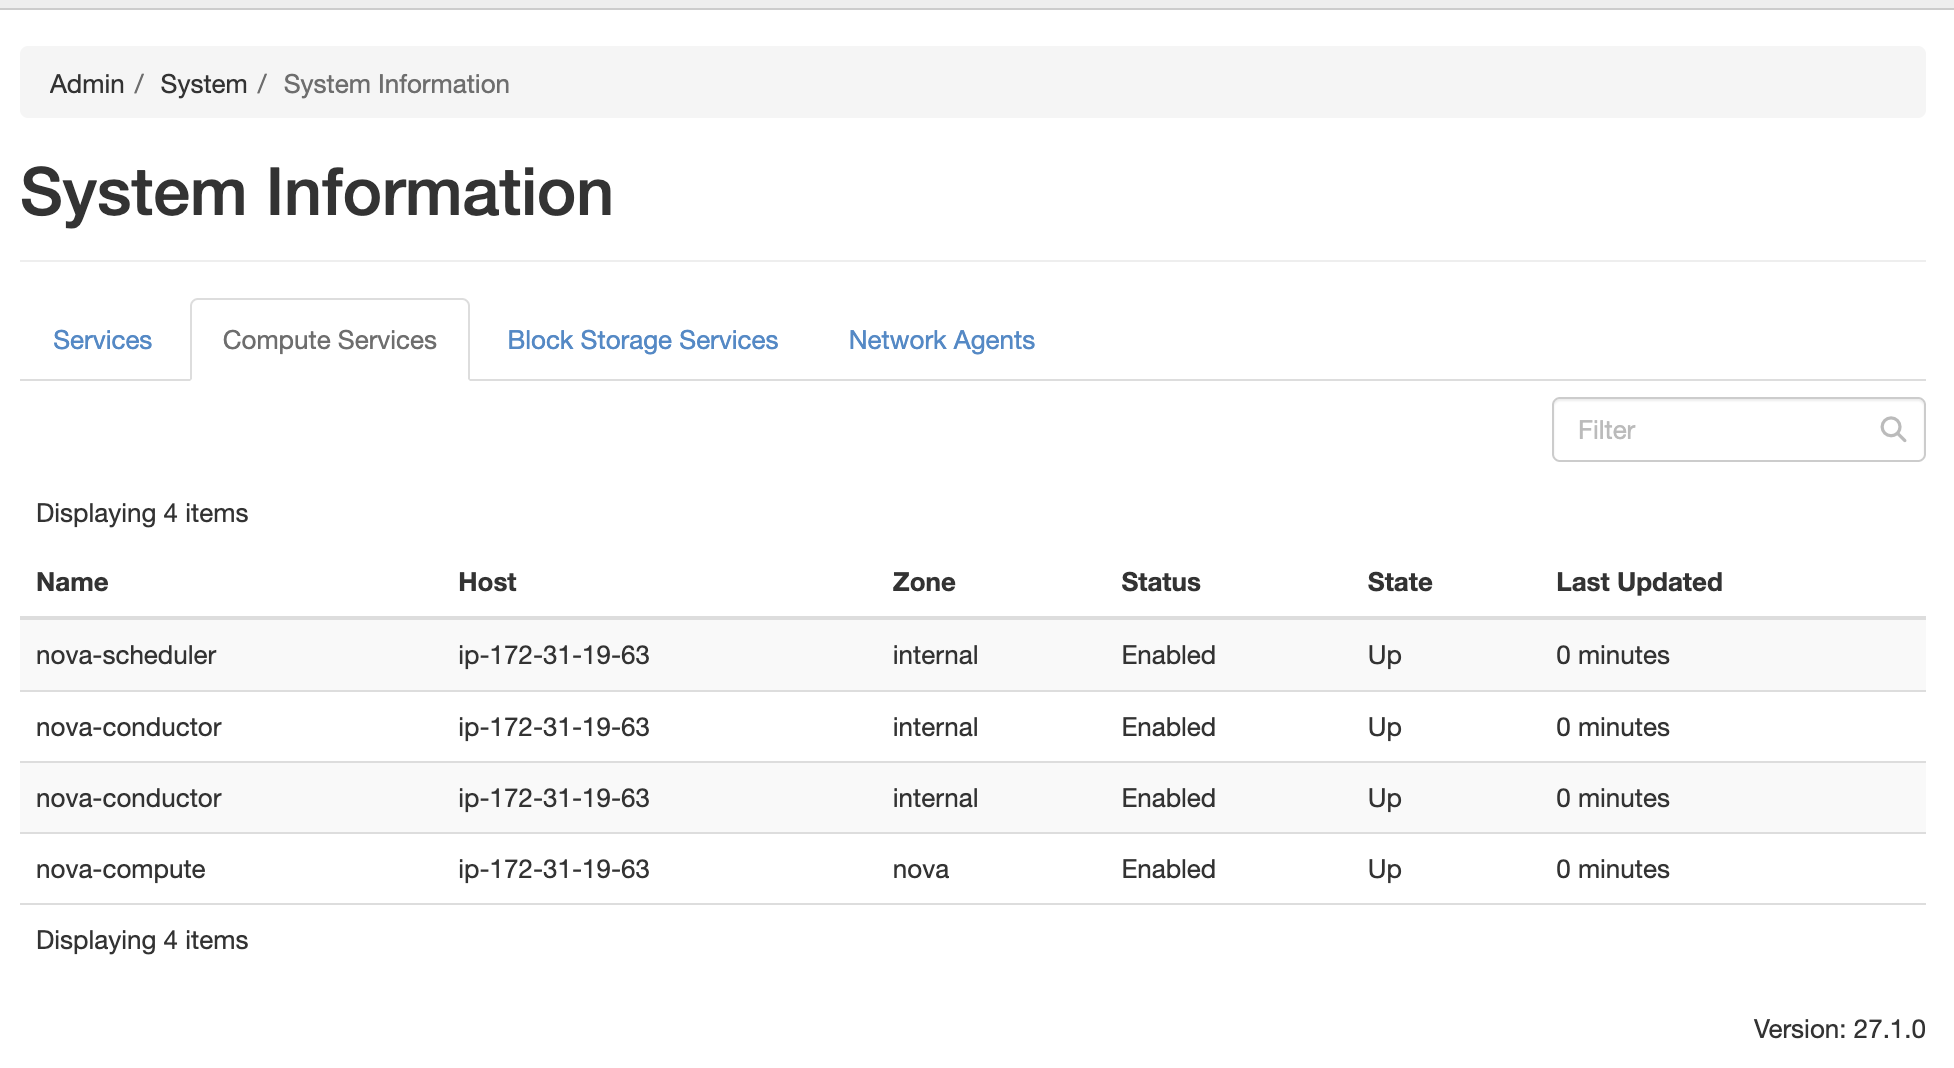 Admin / System / System Information
System Information
Services Compute Services Block Storage Services Network Agents
Filter
Displaying 4 items
Name Host Zone Status State Last Updated
nova-scheduler ip-172-31-19-63 internal Enabled Up 0 minutes
nova-conductor ip-172-31-19-63 internal Enabled Up 0 minutes
nova-conductor ip-172-31-19-63 internal Enabled Up 0 minutes
nova-compute ip-172-31-19-63 nova Enabled Up 0 minutes
Displaying 4 items
Version: 27.1.0